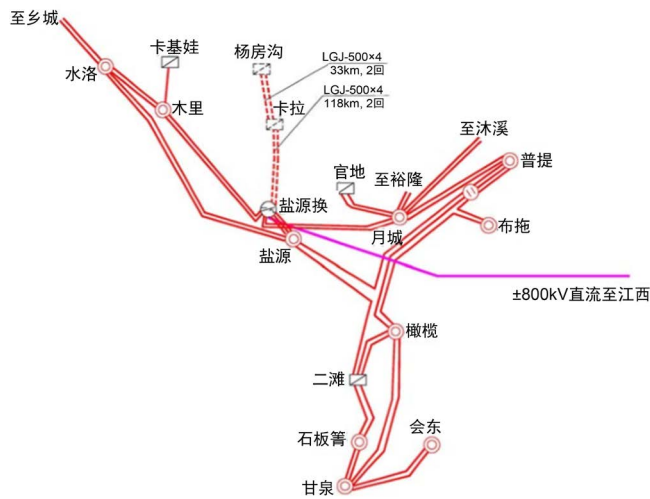 至乡城
卡基娃
杨房沟
LGJ-500×4
33km, 2回
水洛
木里
卡拉
LGJ-500×4
118km, 2回
至沐溪
普提
官地
至裕隆
盐源换
月城
布拖
盐源
±800kV直流至江西
橄榄
二滩
石板箐
会东
甘泉